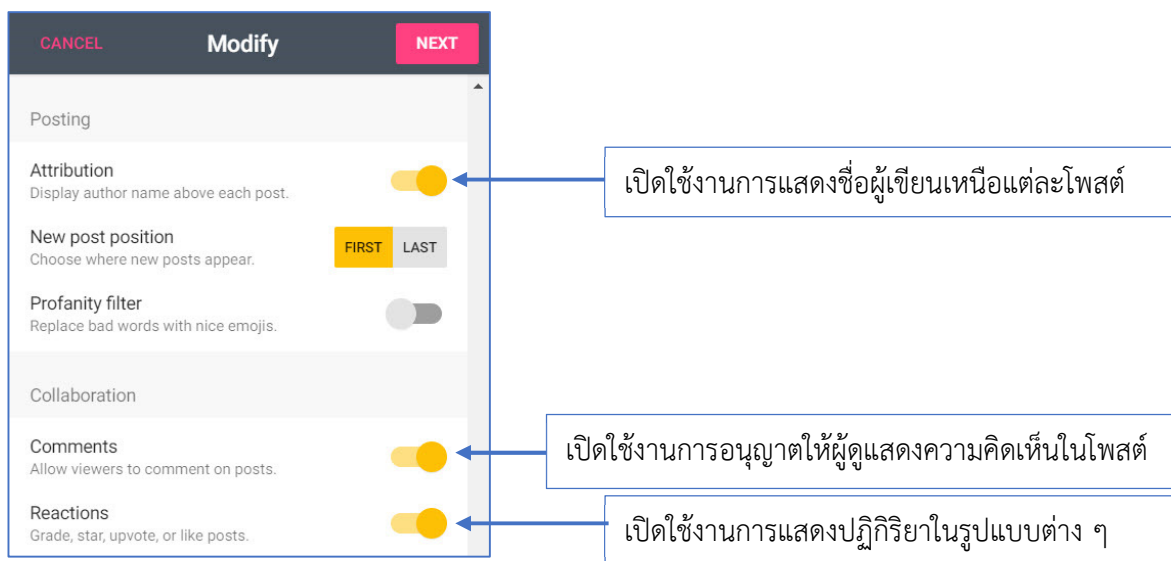 CANCEL Modify NEXT
Posting
Attribution
Display author name above each post.
เปิดใช้งานการแสดงชื่อผู้เขียนเหนือแต่ละโพสต์
New post position
Choose where new posts appear.
FIRST LAST
Profanity filter
Replace bad words with nice emojis.
Collaboration
Comments
Allow viewers to comment on posts.
เปิดใช้งานการอนุญาตให้ผู้ดูแสดงความคิดเห็นในโพสต์
Reactions
Grade, star, upvote, or like posts.
เปิดใช้งานการแสดงปฏิกิริยาในรูปแบบต่าง ๆ